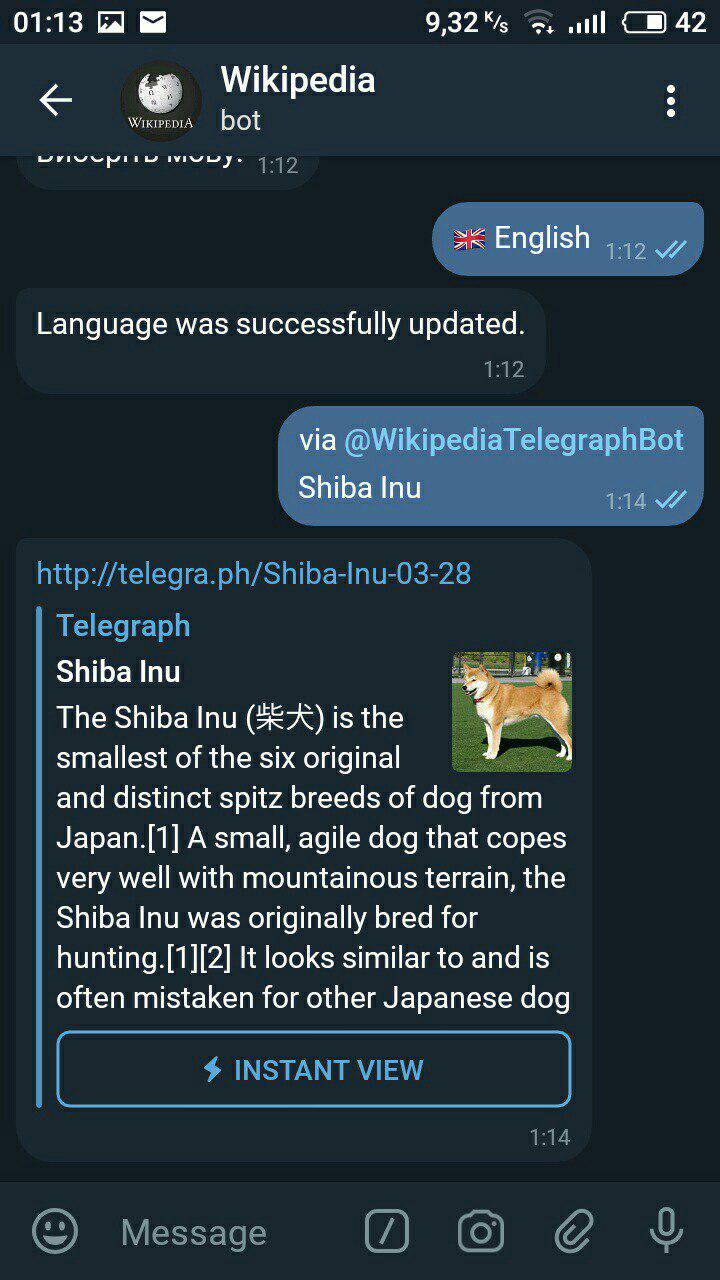 01:13
9,32 K/s
42
WIKIPEDIA
Wikipedia
bot
Виберіть мову:
1:12
English
1:12
Language was successfully updated.
1:12
via @WikipediaTelegraphBot
Shiba Inu
1:14
http://telegra.ph/Shiba-Inu-03-28
Telegraph
Shiba Inu
The Shiba Inu (柴犬) is the
smallest of the six original
and distinct spitz breeds of dog from
Japan.[1] A small, agile dog that copes
very well with mountainous terrain, the
Shiba Inu was originally bred for
hunting.[1][2] It looks similar to and is
often mistaken for other Japanese dog
INSTANT VIEW
1:14
Message